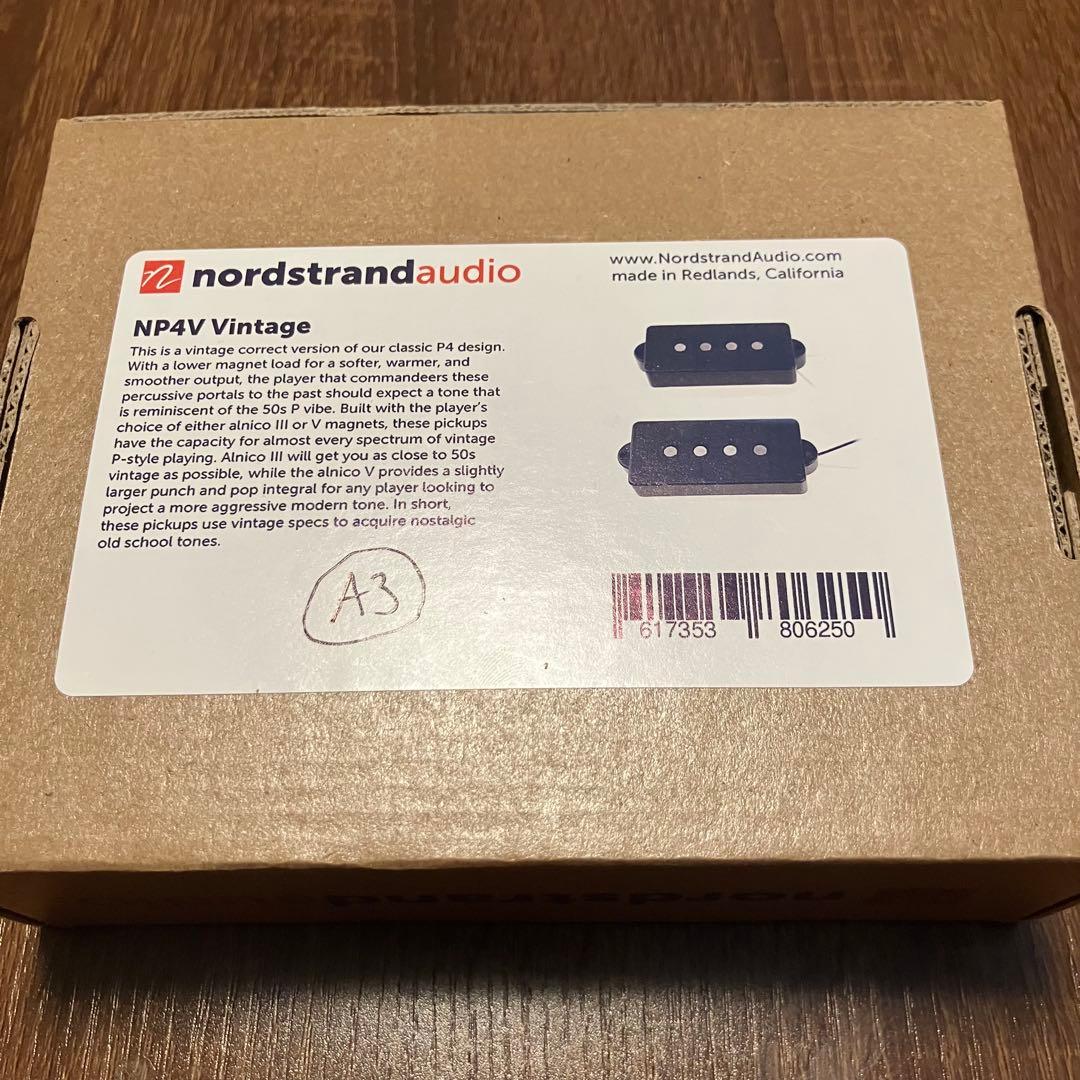 nordstrandaudio
www.NordstrandAudio.com
made in Redlands, California
NP4V Vintage
This is a vintage correct version of our classic P4 design.
With a lower magnet load for a softer, warmer, and
smoother output, the player that commandeers these
percussive portals to the past should expect a tone that
is reminiscent of the 50s P vibe. Built with the player's
choice of either alnico III or V magnets, these pickups
have the capacity for almost every spectrum of vintage
P-style playing. Alnico III will get you as close to 50s
vintage as possible, while the alnico V provides a slightly
larger punch and pop integral for any player looking to
project a more aggressive modern tone. In short,
these pickups use vintage specs to acquire nostalgic
old school tones.
A3
617353 806250
nordstrand